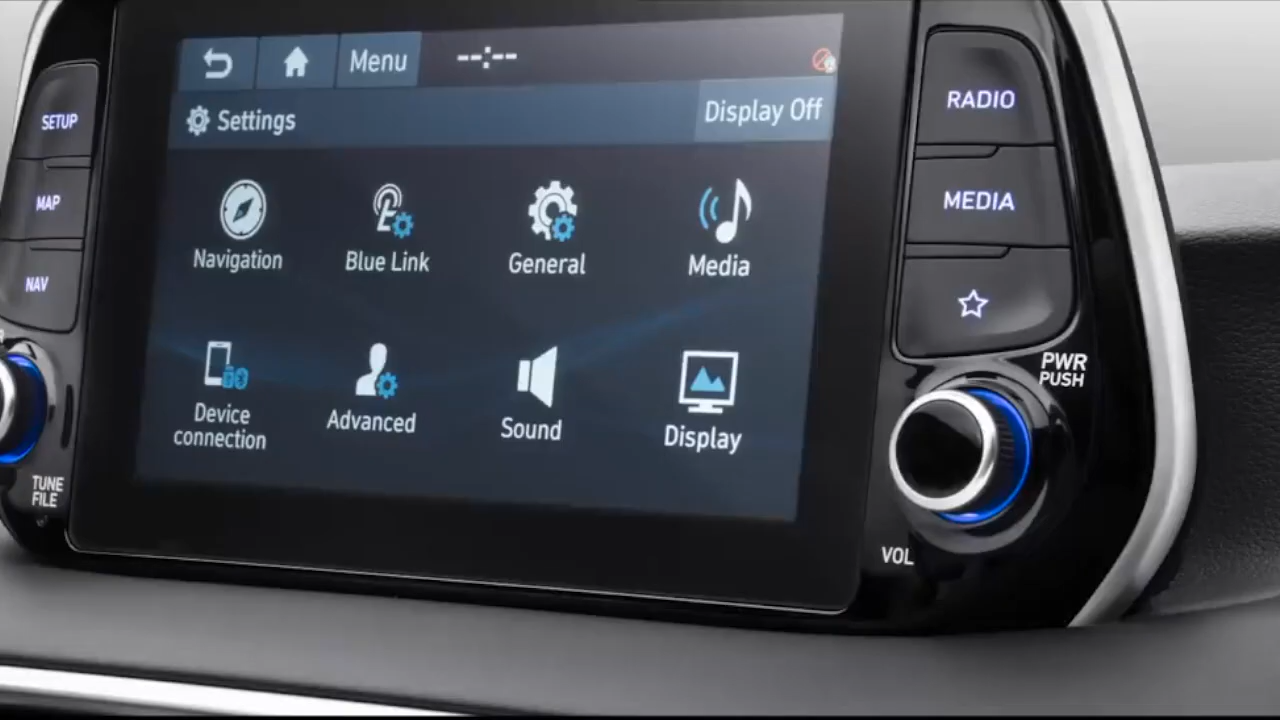 Menu
--:--
Settings
Display Off
Navigation
Blue Link
General
Media
Device
connection
Advanced
Sound
Display
SETUP
MAP
NAV
TUNE
FILE
RADIO
MEDIA
PWR
PUSH
VOL